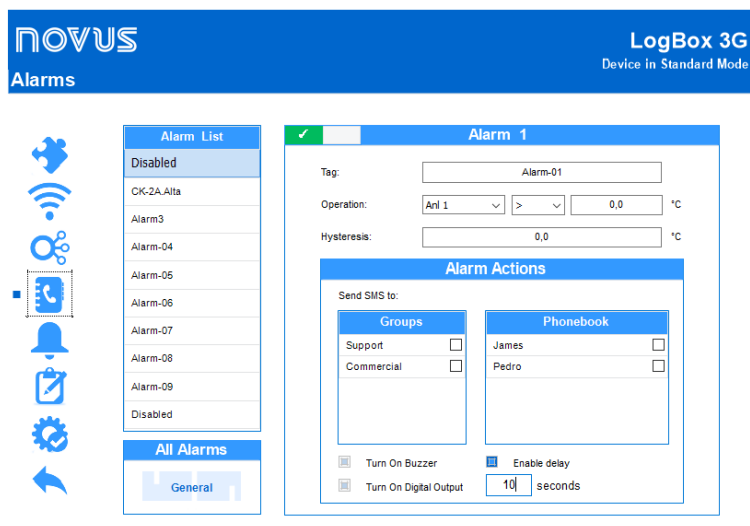 novus
LogBox 3G
Device in Standard Mode
Alarms
Alarm List
Disabled
CK-2A.Alta
Alarm3
Alarm-04
Alarm-05
Alarm-06
Alarm-07
Alarm-08
Alarm-09
Disabled
All Alarms
General
Alarm 1
Tag: Alarm-01
Operation: Anl 1 > 0,0 °C
Hysteresis: 0,0 °C
Alarm Actions
Send SMS to:
Groups
Support
Commercial
Phonebook
James
Pedro
Turn On Buzzer
Enable delay
Turn On Digital Output
10 seconds